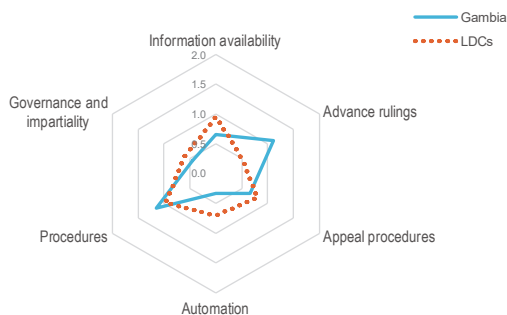 Gambia
LDCs
Information availability
2.0
1.5
1.0
0.5
0.0
Advance rulings
Appeal procedures
Automation
Procedures
Governance and
impartiality